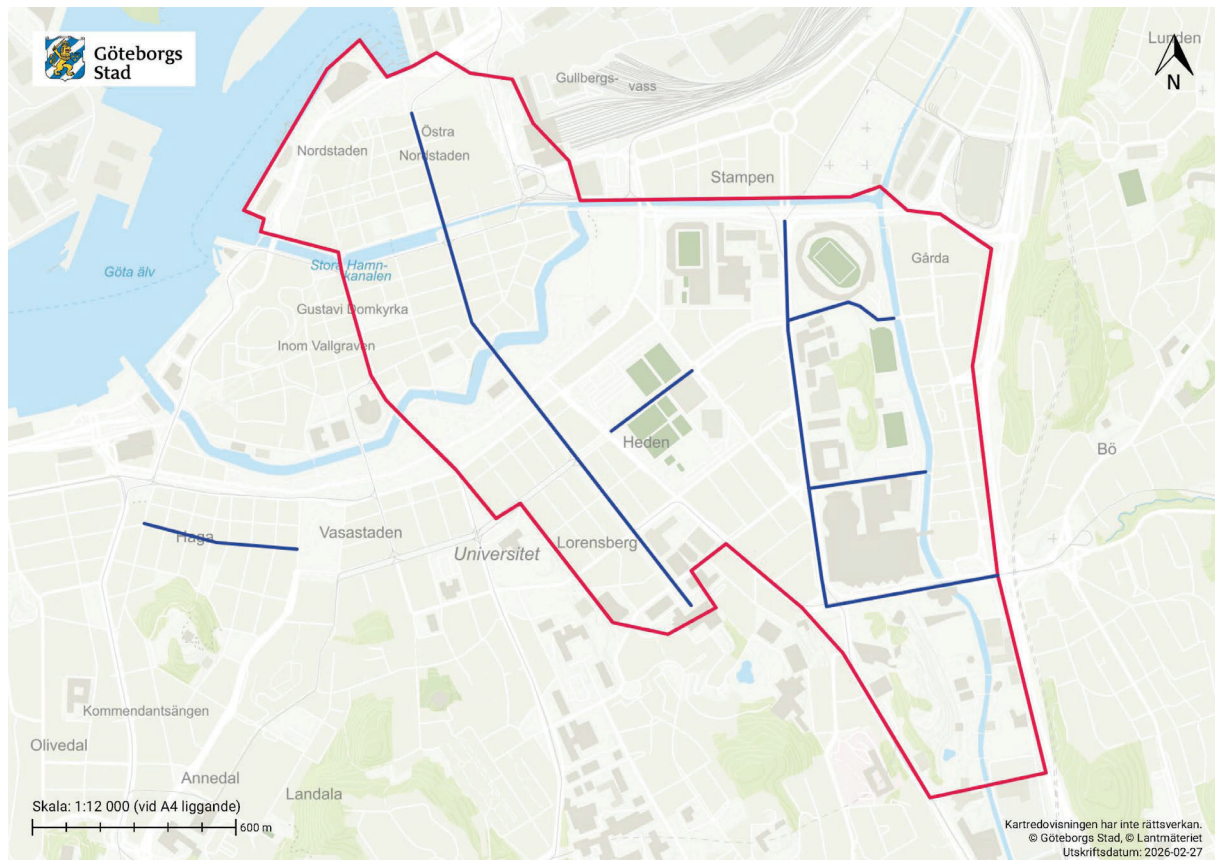 Göteborgs
Stad
Lunden
N
Gullbergs-
vass
Östra
Nordstaden
Nordstaden
Stampen
Göta älv
Stora Hamn-
kanalen
Gårda
Gustavi Domkyrka
Inom Vallgraven
Heden
Bö
Haga
Vasastaden
Universitet
Lorensberg
Kommendantsängen
Olivedal
Annedal
Landala
Skala: 1:12 000 (vid A4 liggande)
600 m
Kartredovisningen har inte rättsverkan.
© Göteborgs Stad, © Lantmäteriet
Utskriftsdatum: 2026-02-27